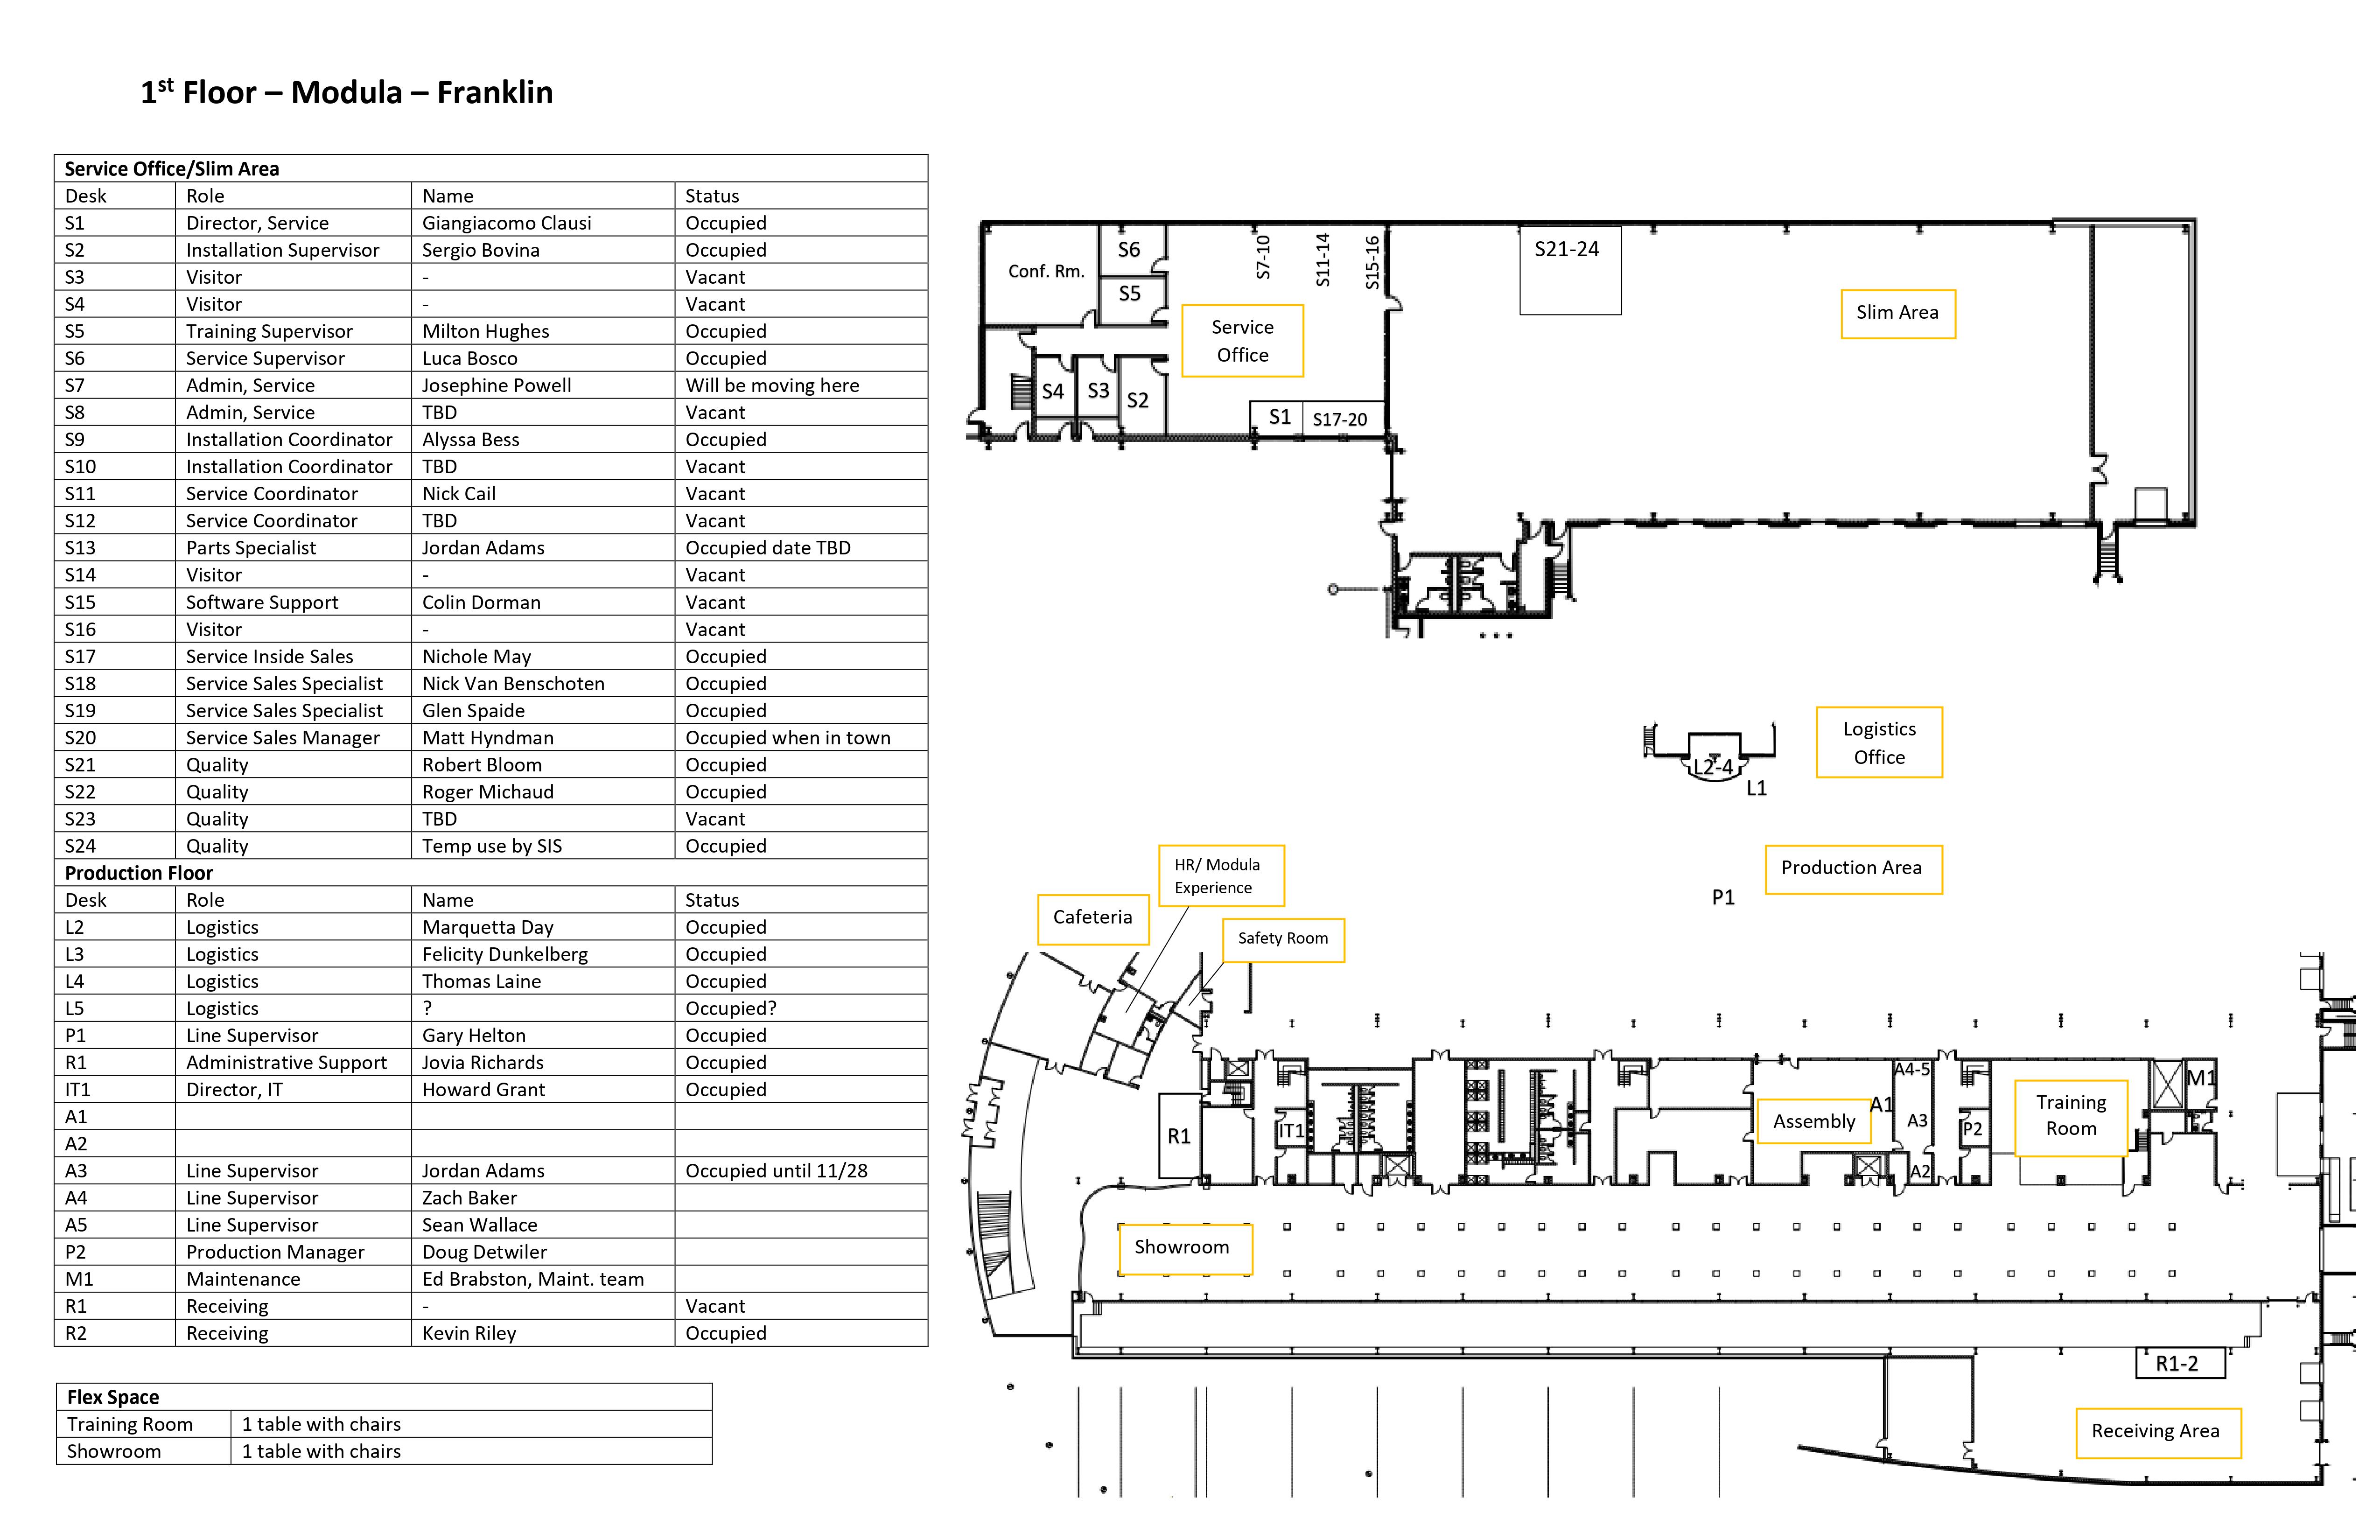 1st Floor – Modula – Franklin
Service Office/Slim Area
Desk Role Name Status
S1 Director, Service Giangiacomo Clausi Occupied
S2 Installation Supervisor Sergio Bovina Occupied
S3 Visitor - Vacant
S4 Visitor - Vacant
S5 Training Supervisor Milton Hughes Occupied
S6 Service Supervisor Luca Bosco Occupied
S7 Admin, Service Josephine Powell Will be moving here
S8 Admin, Service TBD Vacant
S9 Installation Coordinator Alyssa Bess Occupied
S10 Installation Coordinator TBD Vacant
S11 Service Coordinator Nick Cail Vacant
S12 Service Coordinator TBD Vacant
S13 Parts Specialist Jordan Adams Occupied date TBD
S14 Visitor - Vacant
S15 Software Support Colin Dorman Vacant
S16 Visitor - Vacant
S17 Service Inside Sales Nichole May Occupied
S18 Service Sales Specialist Nick Van Benschoten Occupied
S19 Service Sales Specialist Glen Spaide Occupied
S20 Service Sales Manager Matt Hyndman Occupied when in town
S21 Quality Robert Bloom Occupied
S22 Quality Roger Michaud Occupied
S23 Quality TBD Vacant
S24 Quality Temp use by SIS Occupied
Production Floor
Desk Role Name Status
L2 Logistics Marquetta Day Occupied
L3 Logistics Felicity Dunkelberg Occupied
L4 Logistics Thomas Laine Occupied
L5 Logistics ? Occupied?
P1 Line Supervisor Gary Helton Occupied
R1 Administrative Support Jovia Richards Occupied
IT1 Director, IT Howard Grant Occupied
A1
A2
A3 Line Supervisor Jordan Adams Occupied until 11/28
A4 Line Supervisor Zach Baker
A5 Line Supervisor Sean Wallace
P2 Production Manager Doug Detwiler
M1 Maintenance Ed Brabston, Maint. team
R1 Receiving - Vacant
R2 Receiving Kevin Riley Occupied
Flex Space
Training Room 1 table with chairs
Showroom 1 table with chairs
Conf. Rm.
S6
S5
S7-10
S11-14
S15-16
S21-24
Slim Area
Service
Office
S4
S3
S2
S1
S17-20
Logistics
Office
L2-4
L1
Production Area
P1
HR/ Modula
Experience
Cafeteria
Safety Room
R1
IT1
Assembly
A1
A4-5
A3
A2
P2
Training
Room
M1
Showroom
R1-2
Receiving Area